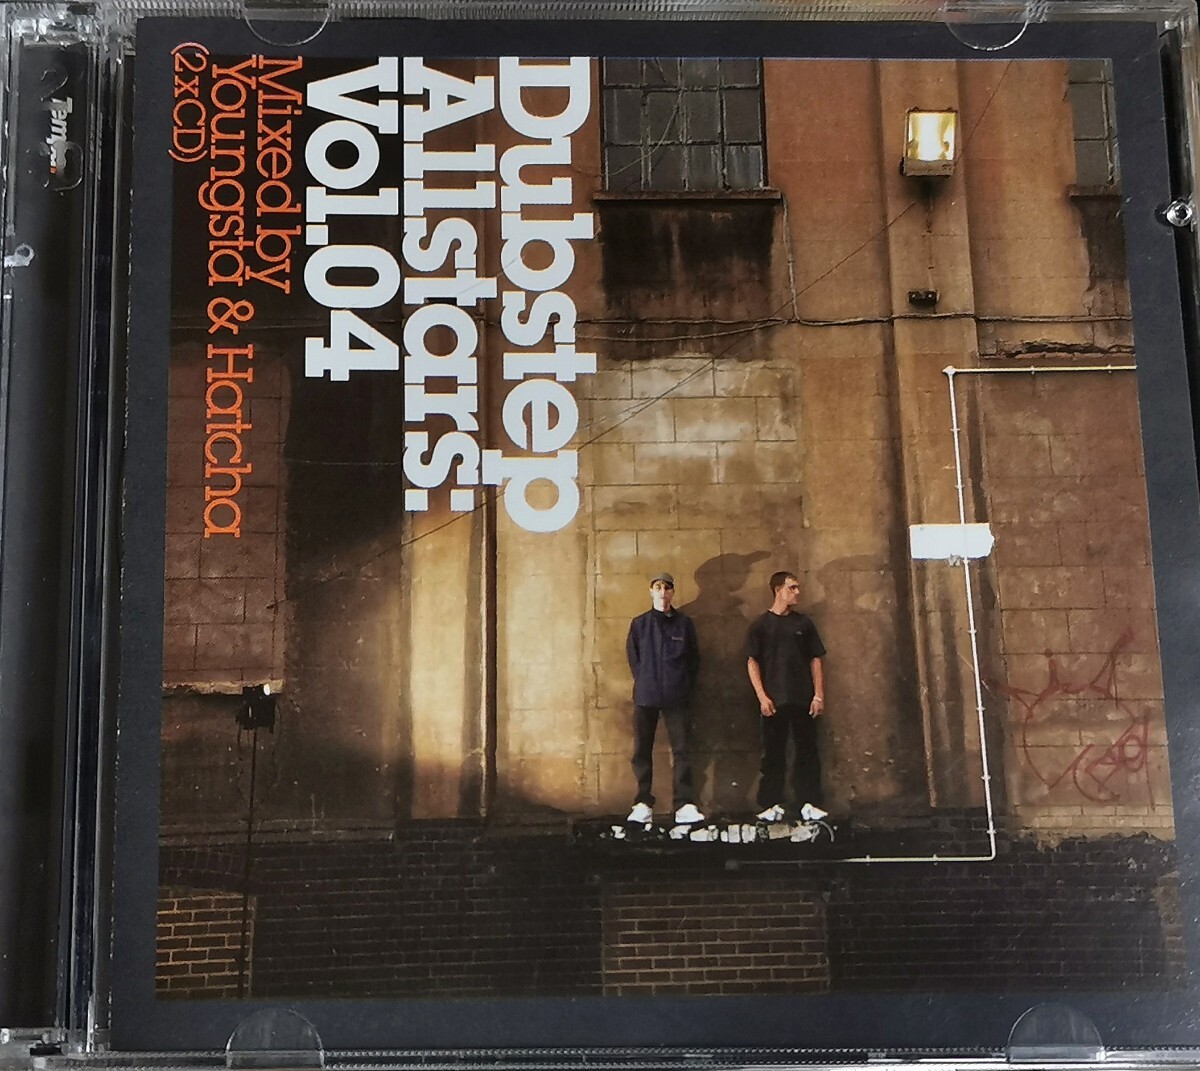 Dubstep
Allstars:
Vol.04
Mixed by
Youngsta & Hatcha
(2xCD)